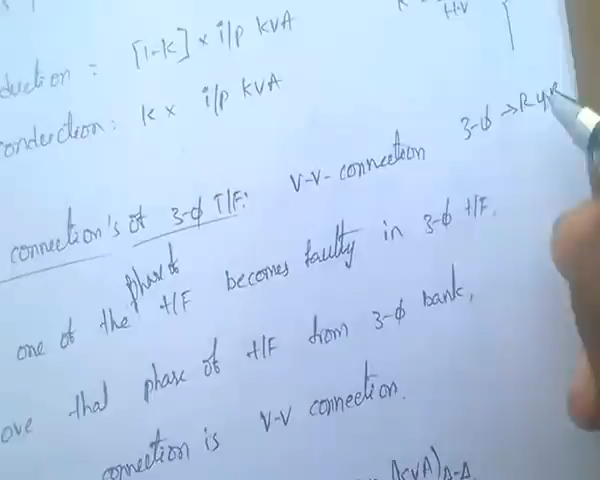 H.V
duction : [1-K] × i/p KVA
onduction: K × i/p KVA
connection's of 3-ϕ T/F: V-V-connection 3-ϕ → R Y B
phase of
one of the t/F becomes faulty in 3-ϕ t/F.
ove that phase of t/F from 3-ϕ bank,
connection is V-V connection.
(KVA)Δ-Δ